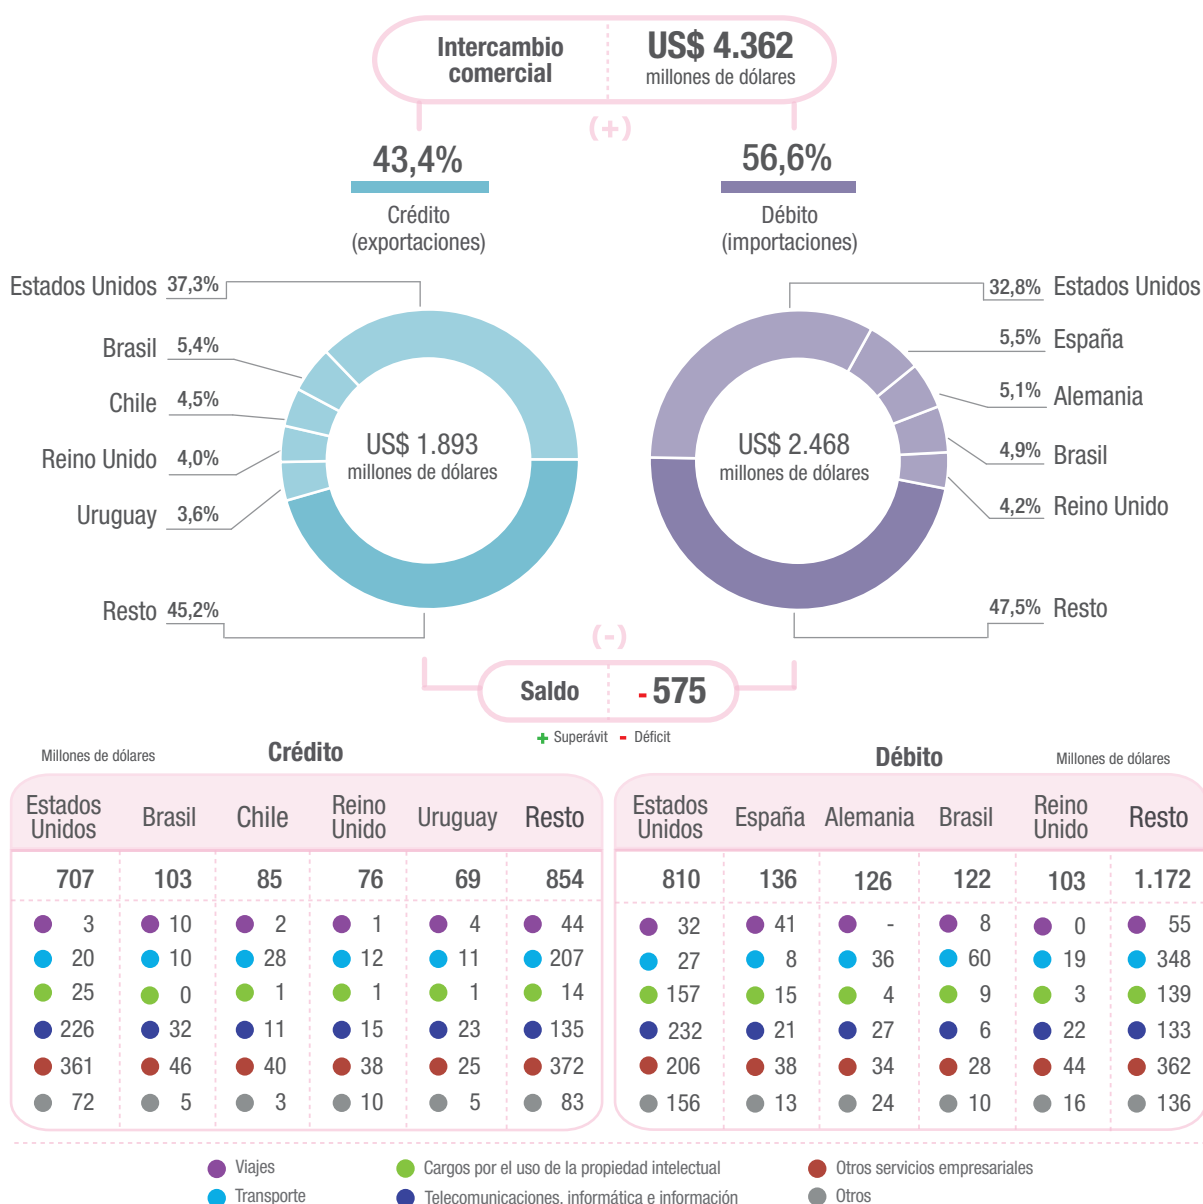 Intercambio
comercial
US$ 4.362
millones de dólares
(+)
43,4%
Crédito
(exportaciones)
56,6%
Débito
(importaciones)
Estados Unidos 37,3%
Brasil 5,4%
Chile 4,5%
Reino Unido 4,0%
Uruguay 3,6%
Resto 45,2%
US$ 1.893
millones de dólares
32,8% Estados Unidos
5,5% España
5,1% Alemania
4,9% Brasil
4,2% Reino Unido
47,5% Resto
US$ 2.468
millones de dólares
(-)
Saldo - 575
+ Superávit - Déficit
Millones de dólares Crédito
Estados Unidos Brasil Chile Reino Unido Uruguay Resto
707 103 85 76 69 854
3 10 2 1 4 44
20 10 28 12 11 207
25 0 1 1 1 14
226 32 11 15 23 135
361 46 40 38 25 372
72 5 3 10 5 83
Débito Millones de dólares
Estados Unidos España Alemania Brasil Reino Unido Resto
810 136 126 122 103 1.172
32 41 - 8 0 55
27 8 36 60 19 348
157 15 4 9 3 139
232 21 27 6 22 133
206 38 34 28 44 362
156 13 24 10 16 136
Viajes Cargos por el uso de la propiedad intelectual Otros servicios empresariales
Transporte Telecomunicaciones, informática e información Otros